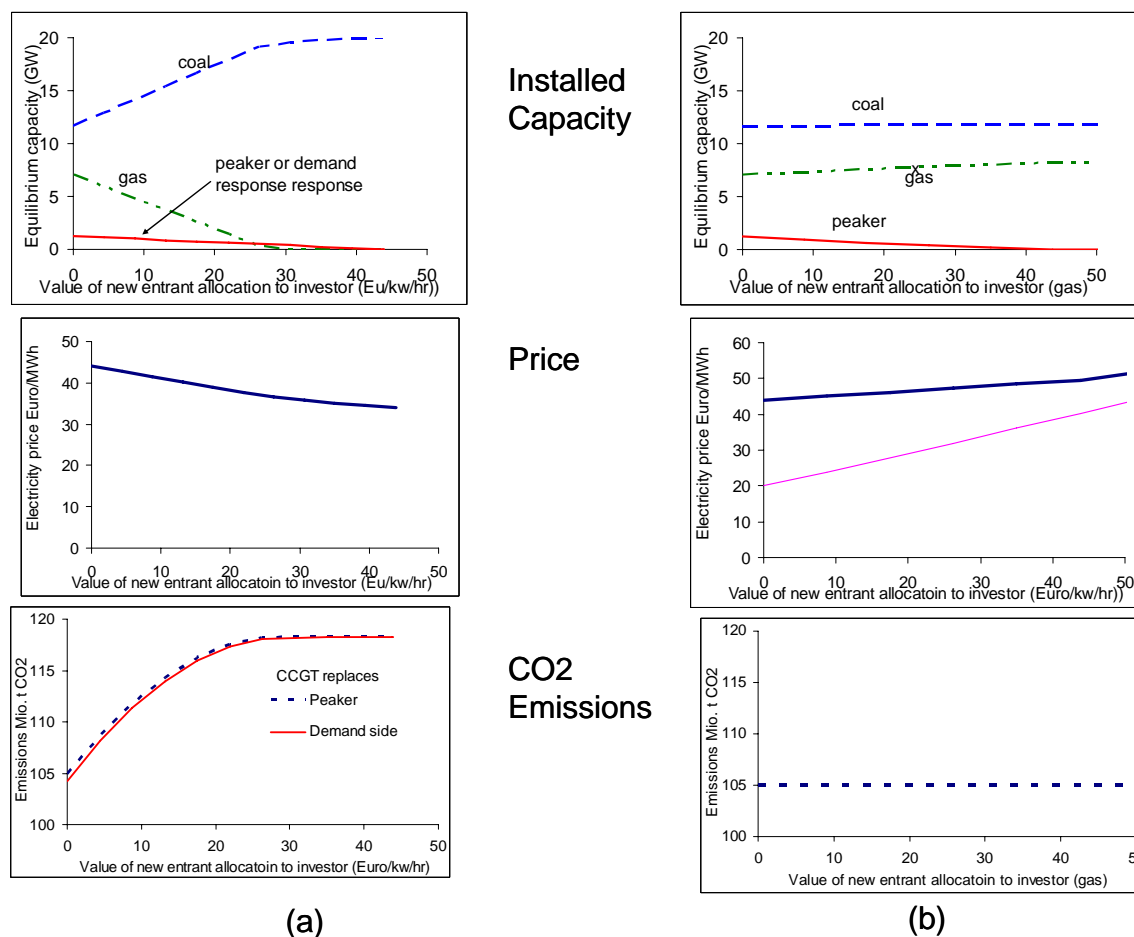 Equilibrium capacity (GW)
20
15
10
5
0
coal
gas
peaker or demand
response response
0 10 20 30 40 50
Value of new entrant allocation to investor (Eu/kw/hr))
Installed
Capacity
Equilibrium capacity (GW)
20
15
10
5
0
coal
x
gas
peaker
0 10 20 30 40 50
Value of new entrant allocation to investor (gas)
Electricity price Euro/MWh
50
40
30
20
10
0
0 10 20 30 40 50
Value of new entrant allocatoin to investor (Eu/kw/hr)
Price
Electricity price Euro/MWh
60
50
40
30
20
10
0
0 10 20 30 40 50
Value of new entrant allocatoin to investor (Euro/kw/hr)
Emissions Mio. t CO2
120
115
110
105
100
CCGT replaces
Peaker
Demand side
0 10 20 30 40 50
Value of new entrant allocatoin to investor (Euro/kw/hr)
CO2
Emissions
Emissions Mio. t CO2
120
115
110
105
100
0 10 20 30 40 50
Value of new entrant allocatoin to investor (gas)
(a)
(b)